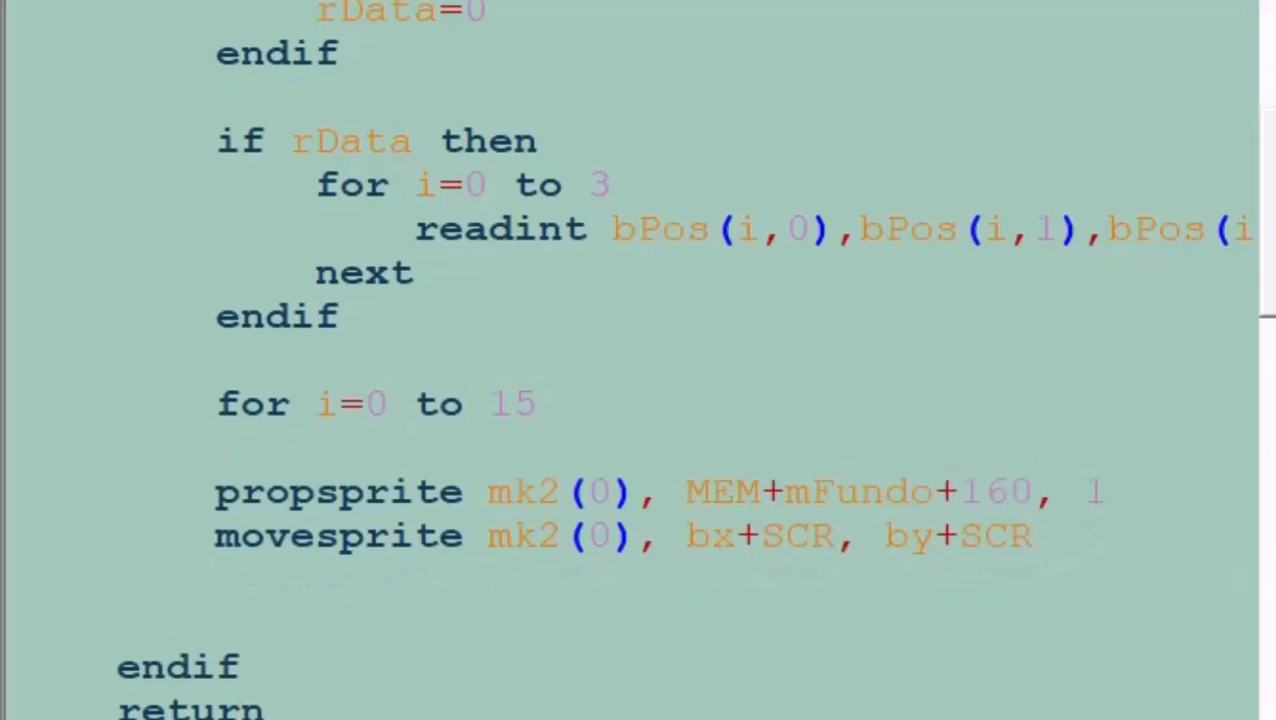 rData=0
endif
if rData then
for i=0 to 3
readint bPos(i,0),bPos(i,1),bPos(i
next
endif
for i=0 to 15
propsprite mk2(0), MEM+mFundo+160, 1
movesprite mk2(0), bx+SCR, by+SCR
endif
return